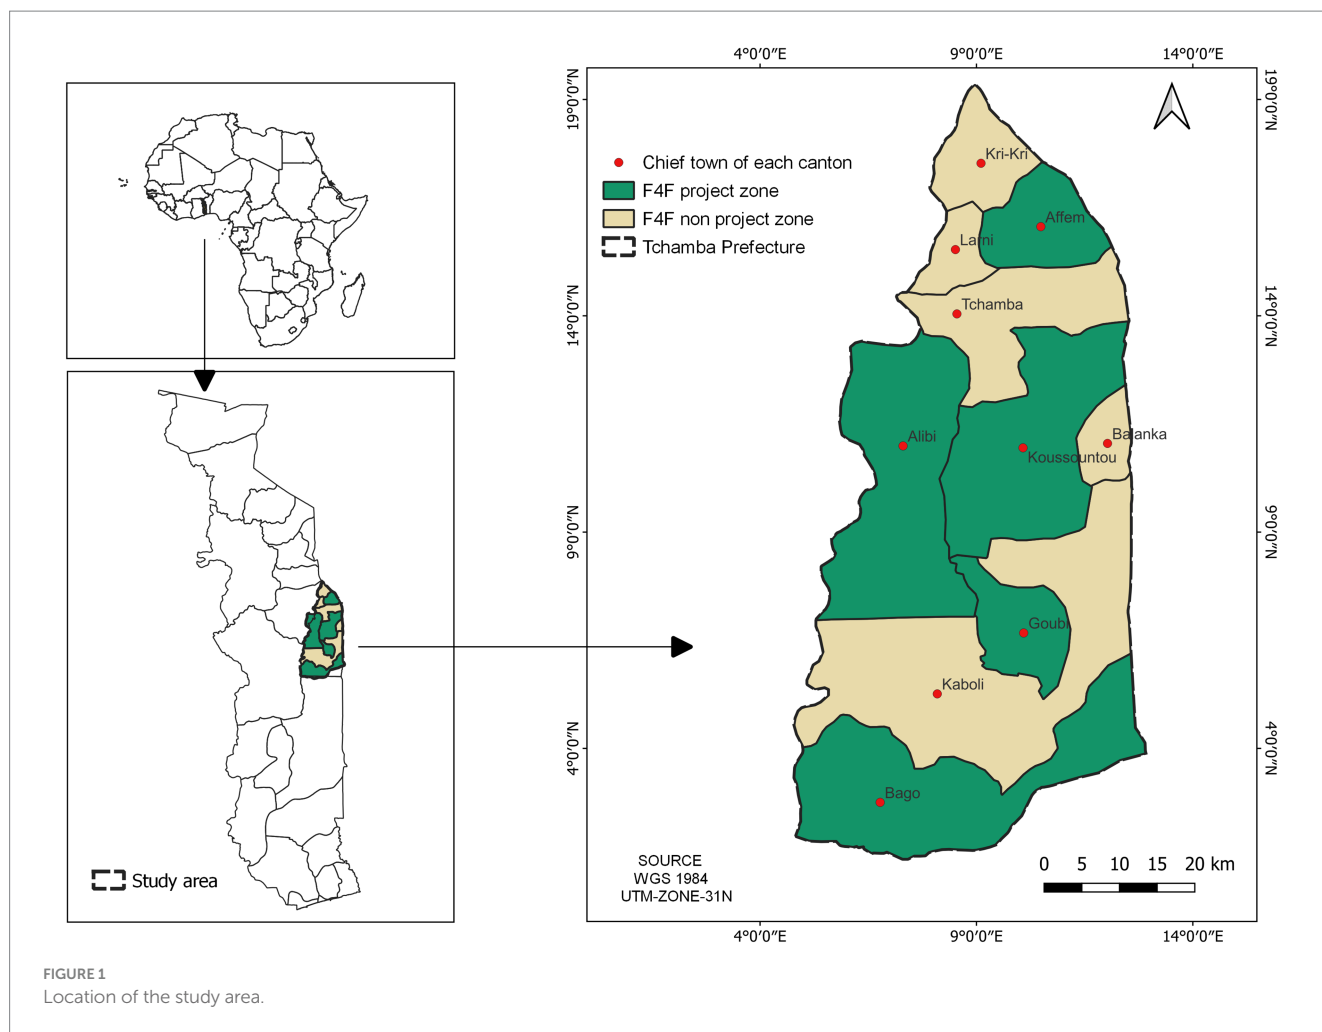 4°0'0"E 9°0'0"E 14°0'0"E
19°0'0"N
19°0'0"N
Chief town of each canton
F4F project zone
F4F non project zone
Tchamba Prefecture
Kri-Kri
Affem
Larni
Tchamba
14°0'0"N
14°0'0"N
Alibi
Balanka
Koussountou
9°0'0"N
9°0'0"N
Goubi
Kaboli
4°0'0"N
4°0'0"N
Bago
Study area
SOURCE
WGS 1984
UTM-ZONE-31N
0 5 10 15 20 km
4°0'0"E 9°0'0"E 14°0'0"E
FIGURE 1
Location of the study area.